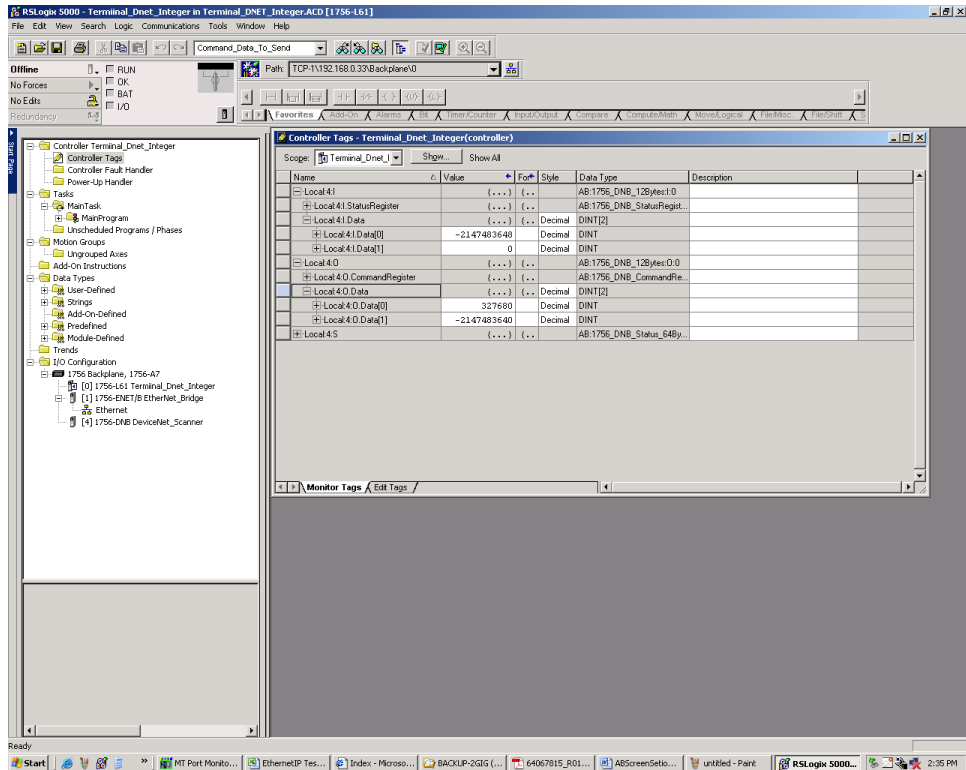 RSLogix 5000 - Termiinal_Dnet_Integer in Terminal_DNET_Integer.ACD [1756-L61]
File Edit View Search Logic Communications Tools Window Help
Command_Data_To_Send
Offline RUN
No Forces OK
No Edits BAT
Redundancy I/O
Path: TCP-1\192.168.0.33\Backplane\0
Favorites Add-On Alarms Bit Timer/Counter Input/Output Compare Compute/Math Move/Logical File/Misc. File/Shift S
Start Page
Controller Termiinal_Dnet_Integer
Controller Tags
Controller Fault Handler
Power-Up Handler
Tasks
MainTask
MainProgram
Unscheduled Programs / Phases
Motion Groups
Ungrouped Axes
Add-On Instructions
Data Types
User-Defined
Strings
Add-On-Defined
Predefined
Module-Defined
Trends
I/O Configuration
1756 Backplane, 1756-A7
[0] 1756-L61 Termiinal_Dnet_Integer
[1] 1756-ENET/B EtherNet_Bridge
Ethernet
[4] 1756-DNB DeviceNet_Scanner
Controller Tags - Termiinal_Dnet_Integer(controller)
Scope: Termiinal_Dnet_I Show... Show All
Name Value For Style Data Type Description
Local:4:I {...} {.. AB:1756_DNB_12Bytes:I:0
Local:4:I.StatusRegister {...} {.. AB:1756_DNB_StatusRegist...
Local:4:I.Data {...} {.. Decimal DINT[2]
Local:4:I.Data[0] -2147483648 Decimal DINT
Local:4:I.Data[1] 0 Decimal DINT
Local:4:O {...} {.. AB:1756_DNB_12Bytes:O:0
Local:4:O.CommandRegister {...} {.. AB:1756_DNB_CommandRe...
Local:4:O.Data {...} {.. Decimal DINT[2]
Local:4:O.Data[0] 327680 Decimal DINT
Local:4:O.Data[1] -2147483640 Decimal DINT
Local:4:S {...} {.. AB:1756_DNB_Status_64By...
Monitor Tags Edit Tags
Ready
Start » MT Port Monito... EthernetIP Tes... Index - Microso... BACKUP-2GIG (... 64067815_R01... ABScreenSetio... untitled - Paint RSLogix 5000... 2:35 PM